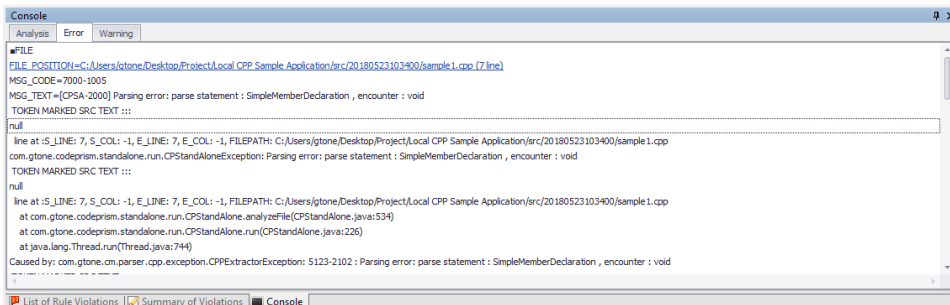 Console
Analysis Error Warning
■FILE
FILE_POSITION=C:/Users/gtone/Desktop/Project/Local CPP Sample Application/src/20180523103400/sample1.cpp (7 line)
MSG_CODE=7000-1005
MSG_TEXT=[CPSA-2000] Parsing error: parse statement : SimpleMemberDeclaration , encounter : void
TOKEN MARKED SRC TEXT :::
null
line at :S_LINE: 7, S_COL: -1, E_LINE: 7, E_COL: -1, FILEPATH: C:/Users/gtone/Desktop/Project/Local CPP Sample Application/src/20180523103400/sample1.cpp
com.gtone.codeprism.standalone.run.CPStandAloneException: Parsing error: parse statement : SimpleMemberDeclaration , encounter : void
TOKEN MARKED SRC TEXT :::
null
line at :S_LINE: 7, S_COL: -1, E_LINE: 7, E_COL: -1, FILEPATH: C:/Users/gtone/Desktop/Project/Local CPP Sample Application/src/20180523103400/sample1.cpp
at com.gtone.codeprism.standalone.run.CPStandAlone.analyzeFile(CPStandAlone.java:534)
at com.gtone.codeprism.standalone.run.CPStandAlone.run(CPStandAlone.java:226)
at java.lang.Thread.run(Thread.java:744)
Caused by: com.gtone.cm.parser.cpp.exception.CPPExtractorException: 5123-2102 : Parsing error: parse statement : SimpleMemberDeclaration , encounter : void
List of Rule Violations Summary of Violations Console